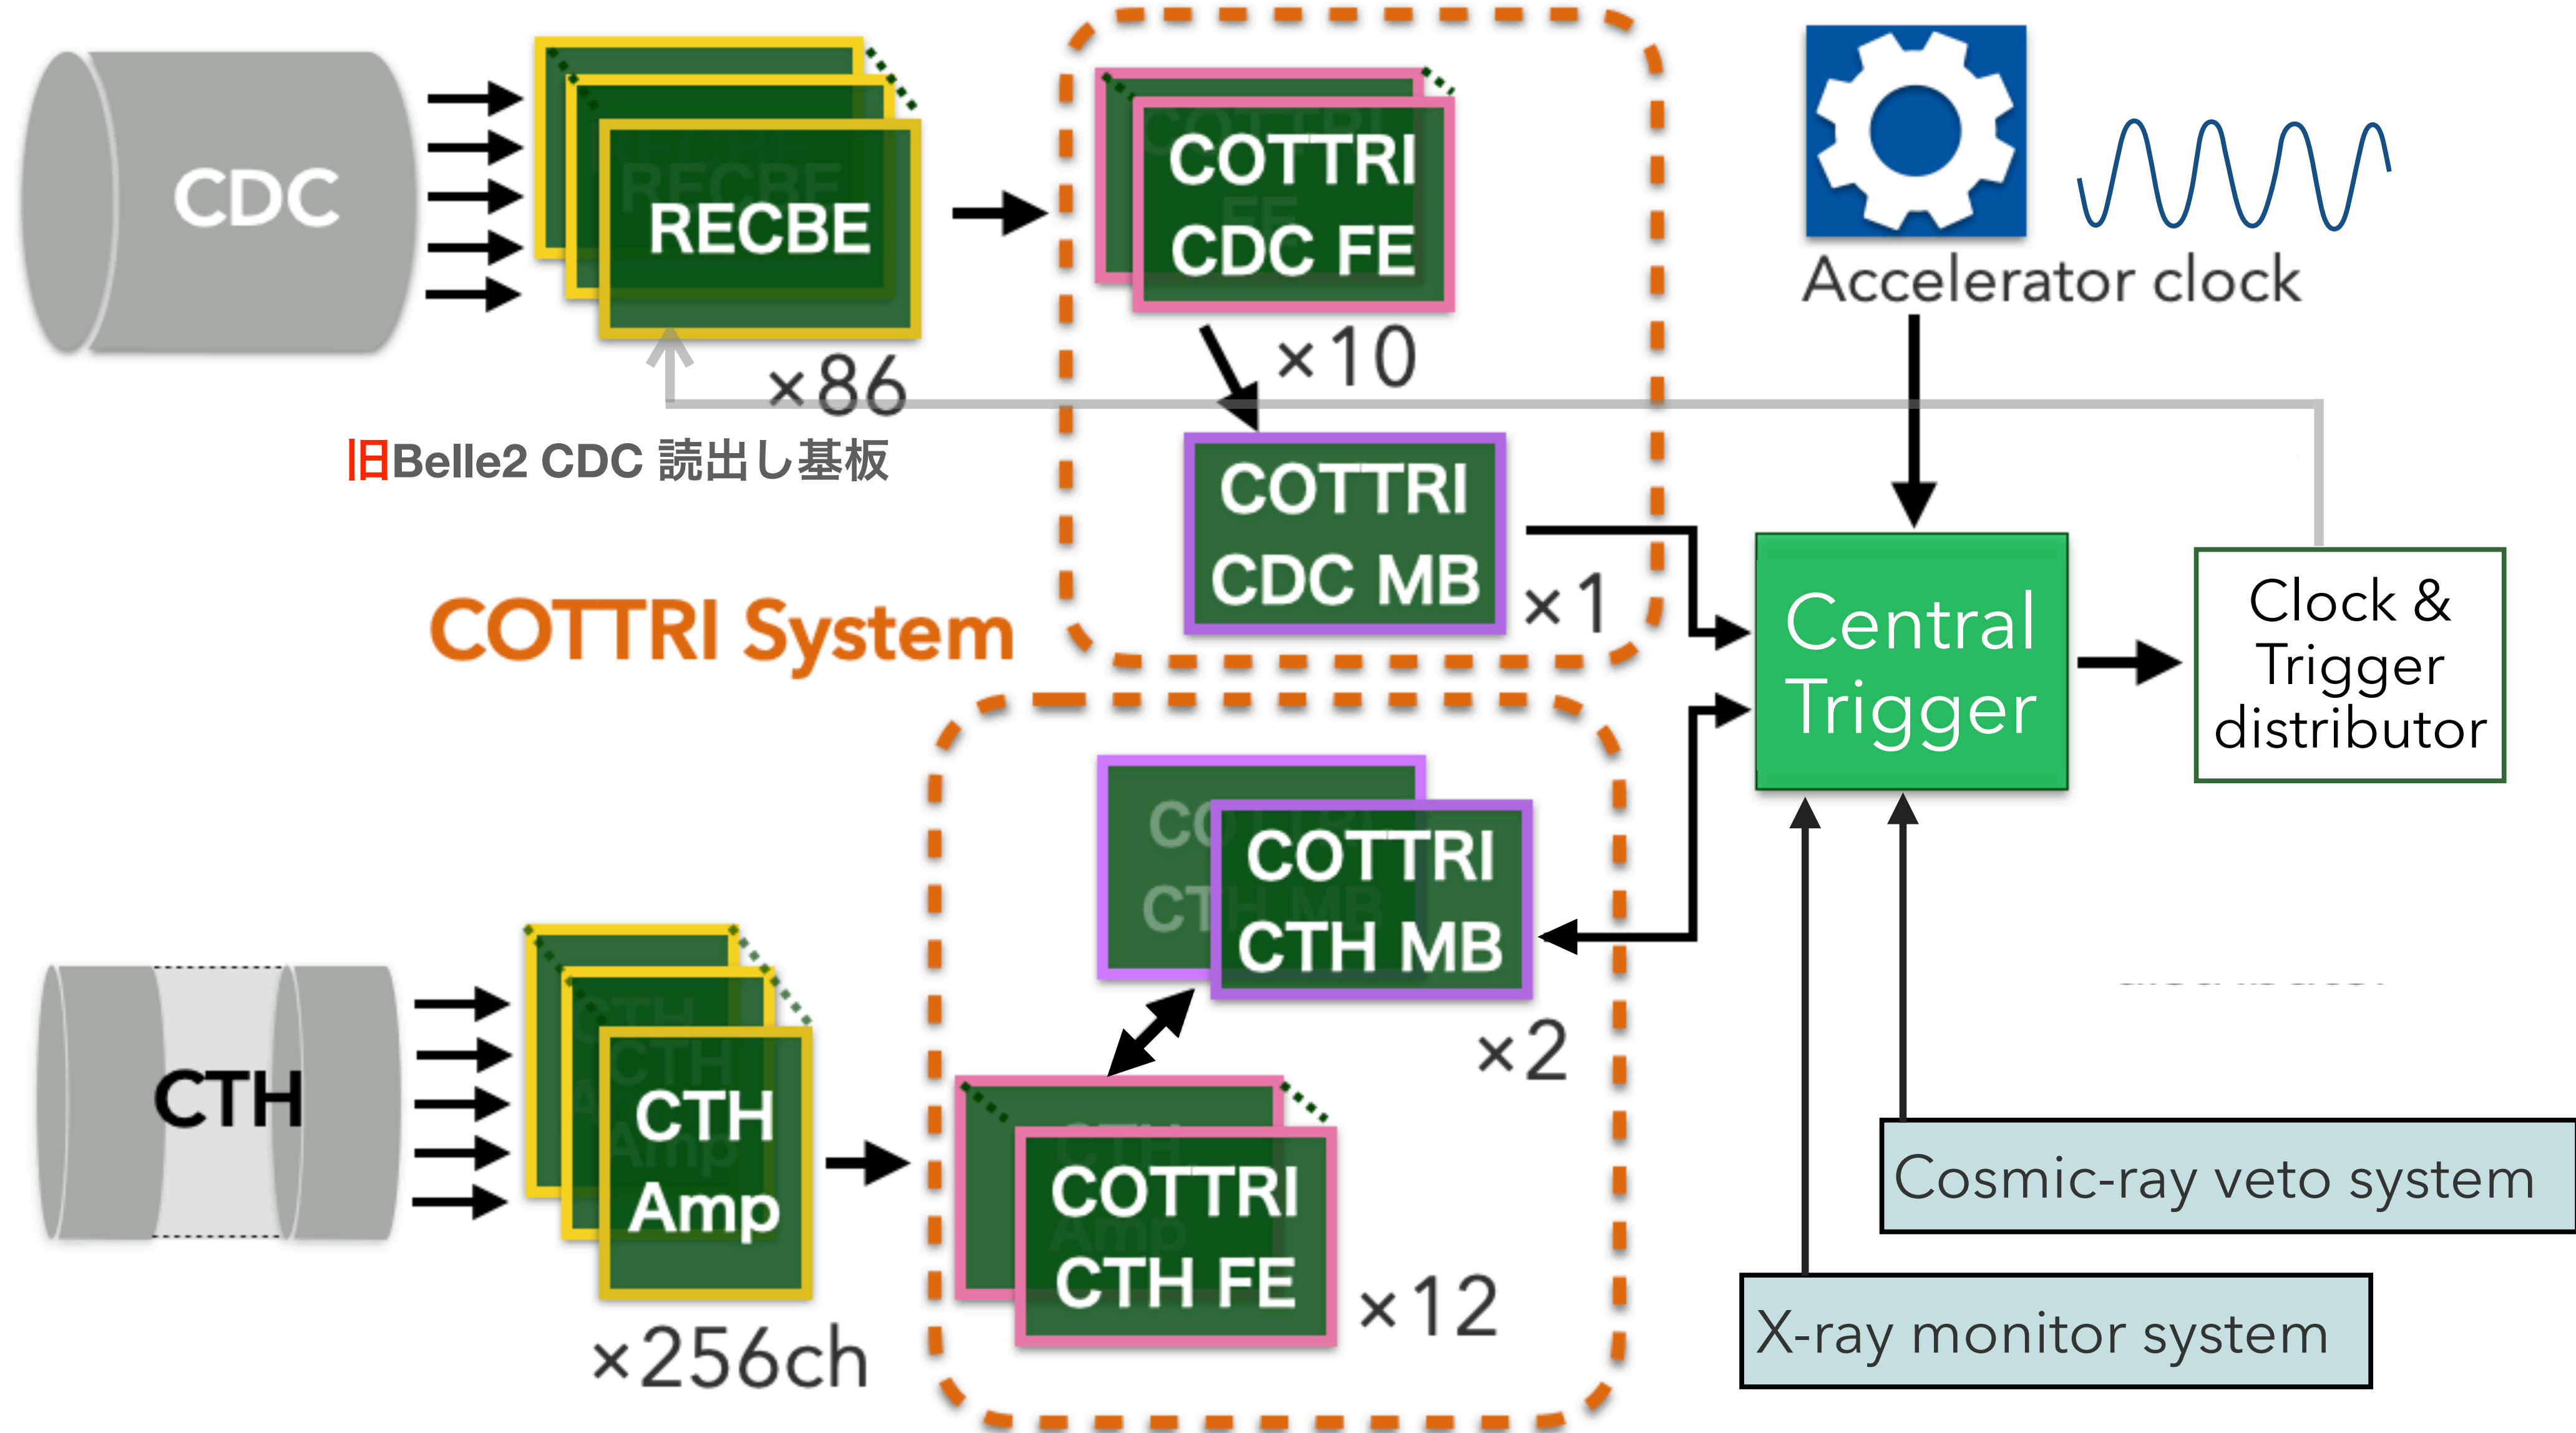 CDC
RECBE
×86
旧Belle2 CDC 読出し基板
COTTRI
CDC FE
×10
COTTRI
CDC MB
×1
Accelerator clock
COTTRI System
Central
Trigger
Clock &
Trigger
distributor
CTH
CTH
Amp
×256ch
COTTRI
CTH MB
×2
COTTRI
CTH FE
×12
Cosmic-ray veto system
X-ray monitor system